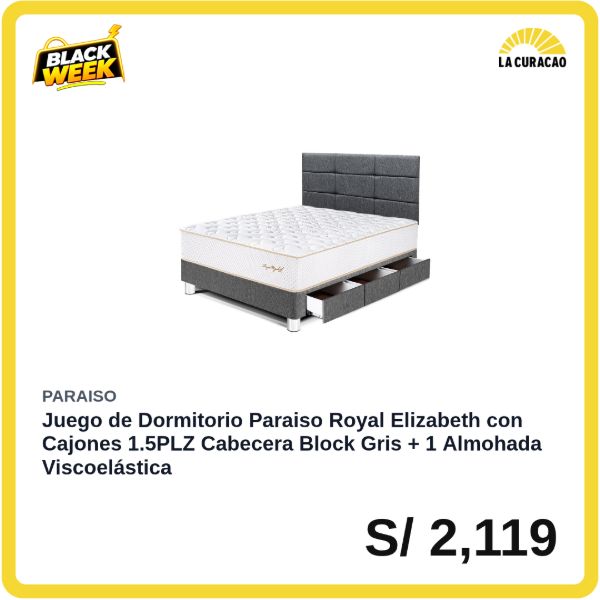 BLACK
WEEK
LA CURACAO
PARAISO
Juego de Dormitorio Paraiso Royal Elizabeth con
Cajones 1.5PLZ Cabecera Block Gris + 1 Almohada
Viscoelástica
S/ 2,119